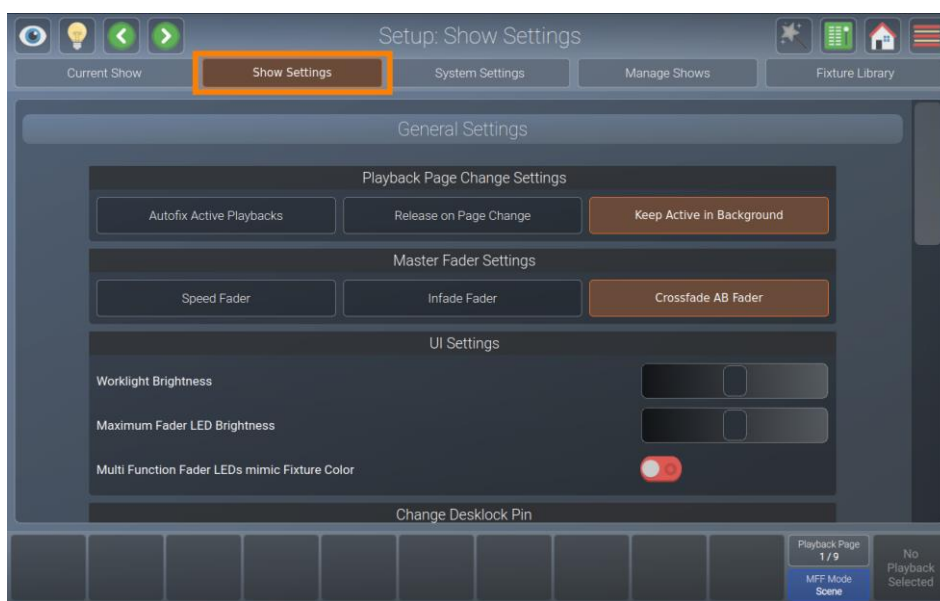 Setup: Show Settings
Current Show
Show Settings
System Settings
Manage Shows
Fixture Library
General Settings
Playback Page Change Settings
Autofix Active Playbacks
Release on Page Change
Keep Active in Background
Master Fader Settings
Speed Fader
Infade Fader
Crossfade AB Fader
UI Settings
Worklight Brightness
Maximum Fader LED Brightness
Multi Function Fader LEDs mimic Fixture Color
Change Desklock Pin
Playback Page
1/9
MFF Mode
Scene
No
Playback
Selected